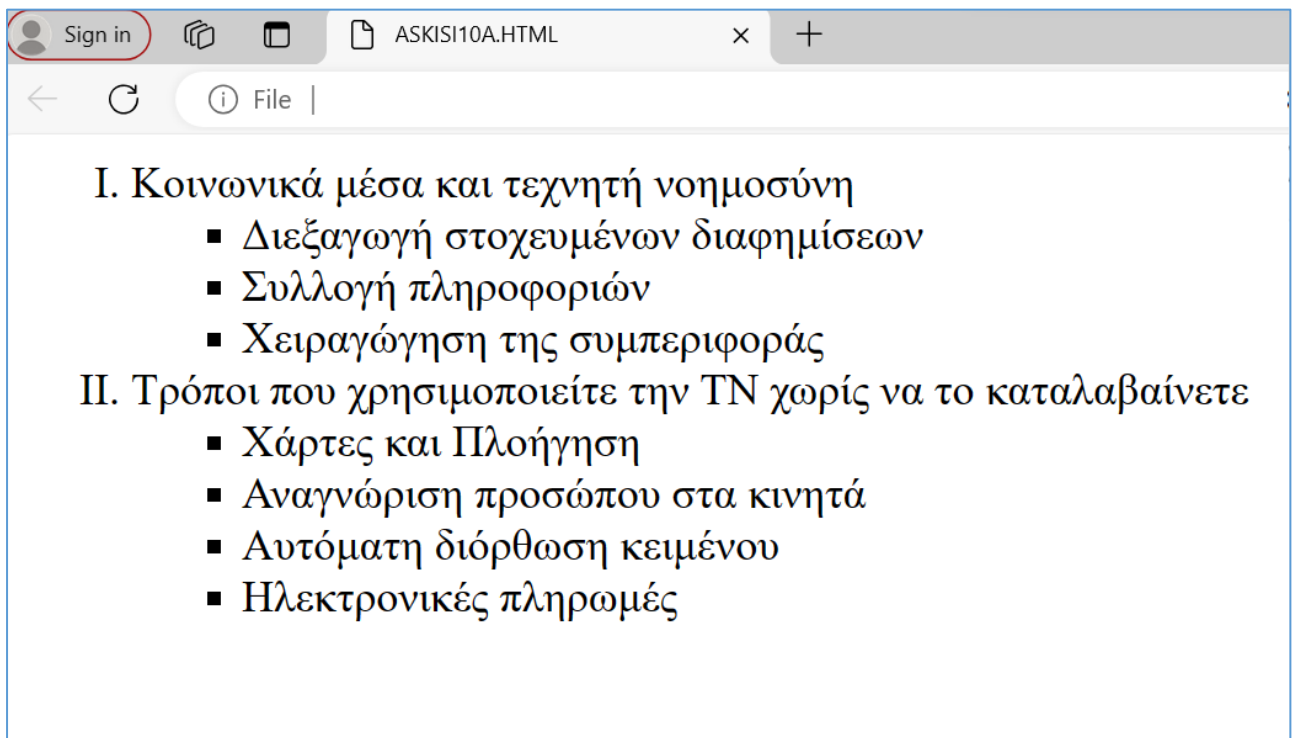 Sign in
ASKISI10A.HTML
File
I. Κοινωνικά μέσα και τεχνητή νοημοσύνη
▪ Διεξαγωγή στοχευμένων διαφημίσεων
▪ Συλλογή πληροφοριών
▪ Χειραγώγηση της συμπεριφοράς
II. Τρόποι που χρησιμοποιείτε την ΤΝ χωρίς να το καταλαβαίνετε
▪ Χάρτες και Πλοήγηση
▪ Αναγνώριση προσώπου στα κινητά
▪ Αυτόματη διόρθωση κειμένου
▪ Ηλεκτρονικές πληρωμές